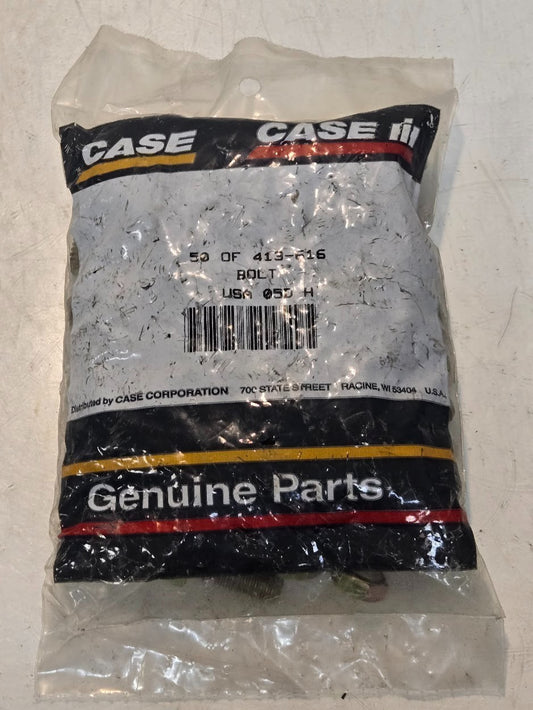 CASE
CASE IH
50 OF 413-616
BOLT
USA 05D H
Distributed by CASE CORPORATION 700 STATE STREET RACINE, WI 53404 U.S.A.
Genuine Parts